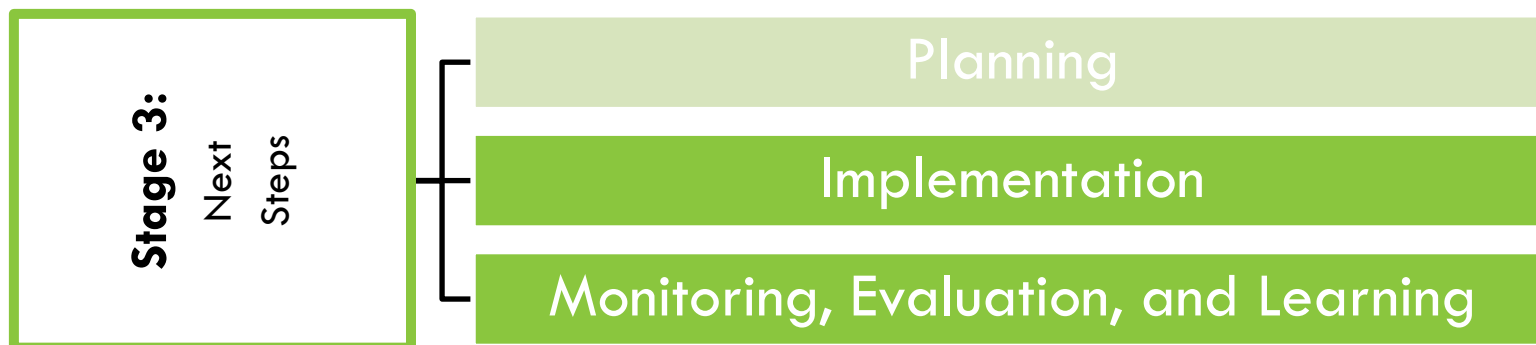 Stage 3:
Next
Steps
Planning
Implementation
Monitoring, Evaluation, and Learning